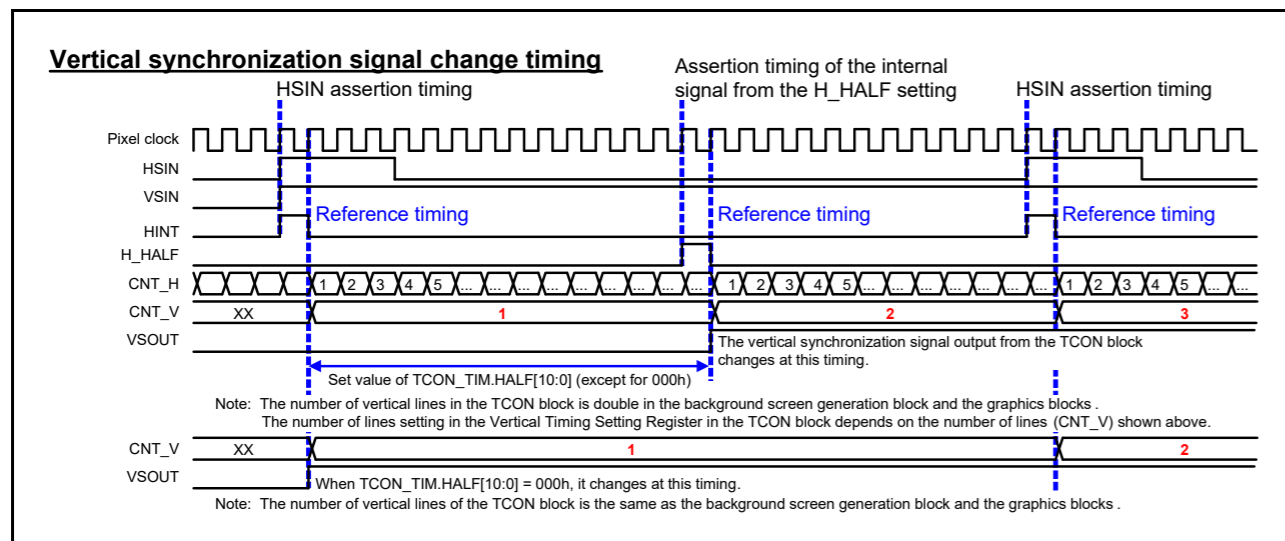 Vertical synchronization signal change timing
HSIN assertion timing
Assertion timing of the internal
signal from the H_HALF setting
HSIN assertion timing
Pixel clock
HSIN
VSIN
HINT
Reference timing
Reference timing
Reference timing
H_HALF
CNT_H
1 2 3 4 5 ... ... ... ... ... ... ... ... ... 1 2 3 4 5 ... ... ... ... ... ... ... 1 2 3 4 5 ... ...
CNT_V
XX 1 2 3
VSOUT
The vertical synchronization signal output from the TCON block
changes at this timing.
Set value of TCON_TIM.HALF[10:0] (except for 000h)
Note: The number of vertical lines in the TCON block is double in the background screen generation block and the graphics blocks .
The number of lines setting in the Vertical Timing Setting Register in the TCON block depends on the number of lines (CNT_V) shown above.
CNT_V
XX 1 2
VSOUT
When TCON_TIM.HALF[10:0] = 000h, it changes at this timing.
Note: The number of vertical lines of the TCON block is the same as the background screen generation block and the graphics blocks .